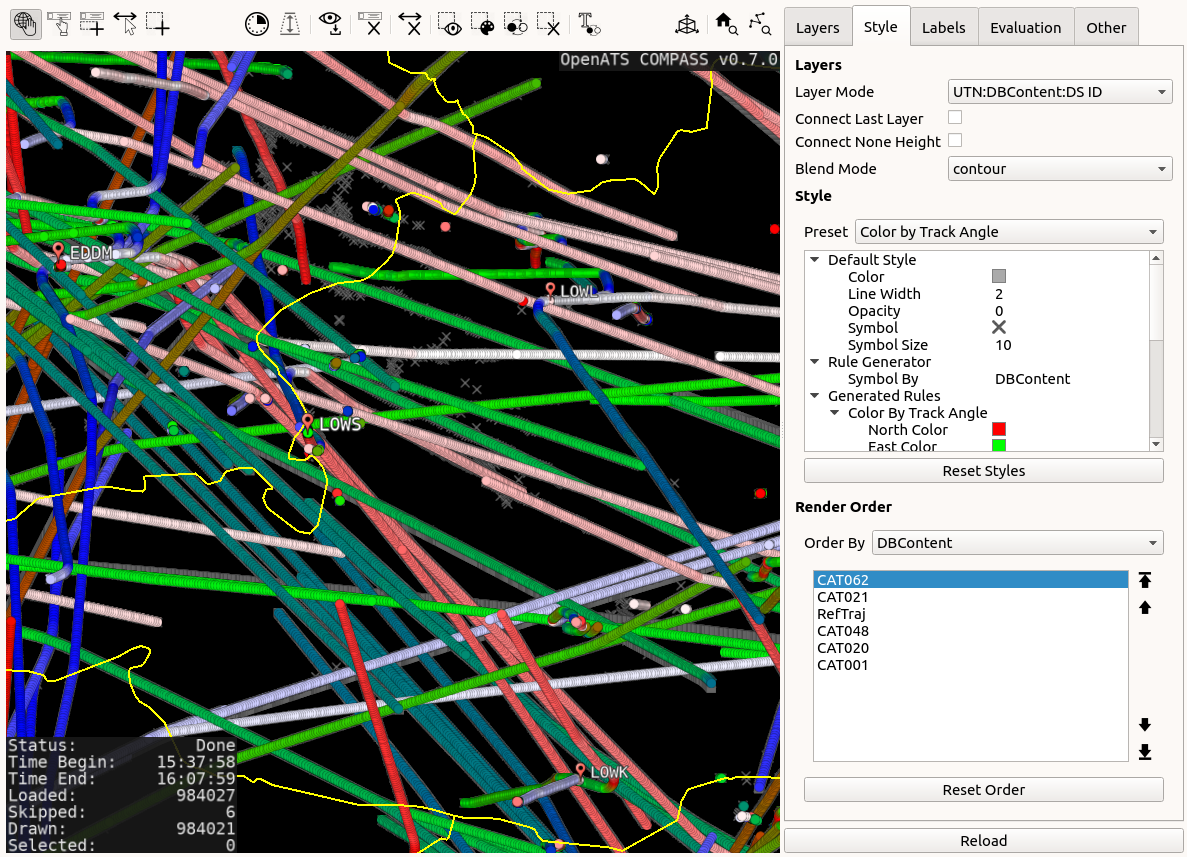 OpenATS COMPASS v0.7.0
EDDM
LOWL
LOWS
LOWK
Status: Done
Time Begin: 15:37:58
Time End: 16:07:59
Loaded: 984027
Skipped: 6
Drawn: 984021
Selected: 0
Layers Style Labels Evaluation Other
Layers
Layer Mode UTN:DBContent:DS ID
Connect Last Layer
Connect None Height
Blend Mode contour
Style
Preset Color by Track Angle
Default Style
Color
Line Width 2
Opacity 0
Symbol
Symbol Size 10
Rule Generator
Symbol By DBContent
Generated Rules
Color By Track Angle
North Color
East Color
Reset Styles
Render Order
Order By DBContent
CAT062
CAT021
RefTraj
CAT048
CAT020
CAT001
Reset Order
Reload